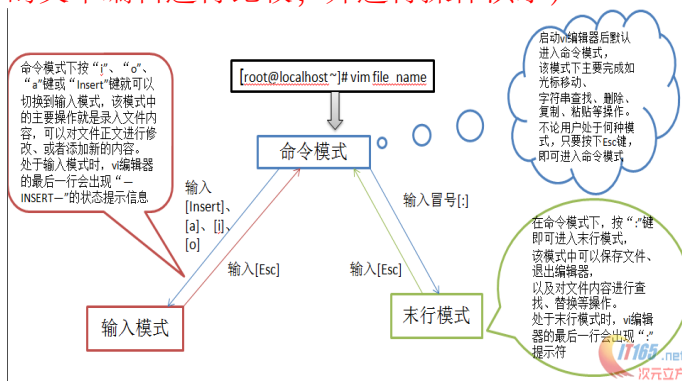 命令模式下按“i”、“o”、
“a”键或“Insert”键就可以
切换到输入模式，该模式中
的主要操作就是录入文件内
容，可以对文件正文进行修
改、或者添加新的内容。
处于输入模式时，vi编辑器
的最后一行会出现“—
INSERT—”的状态提示信息
[root@localhost ~]# vim file_name
启动vi编辑器后默认
进入命令模式，
该模式下主要完成如
光标移动、
字符串查找、删除、
复制、粘贴等操作。
不论用户处于何种模
式，只要按下Esc键，
即可进入命令模式
命令模式
输入
[Insert]、
[a]、[i]、
[o]
输入冒号[:]
输入[Esc]
输入[Esc]
输入模式
末行模式
在命令模式下，按“:”键
即可进入末行模式，
该模式中可以保存文件、
退出编辑器，
以及对文件内容进行查
找、替换等操作。
处于末行模式时，vi编辑
器的最后一行会出现“:”
提示符
IT165.net
次元立方